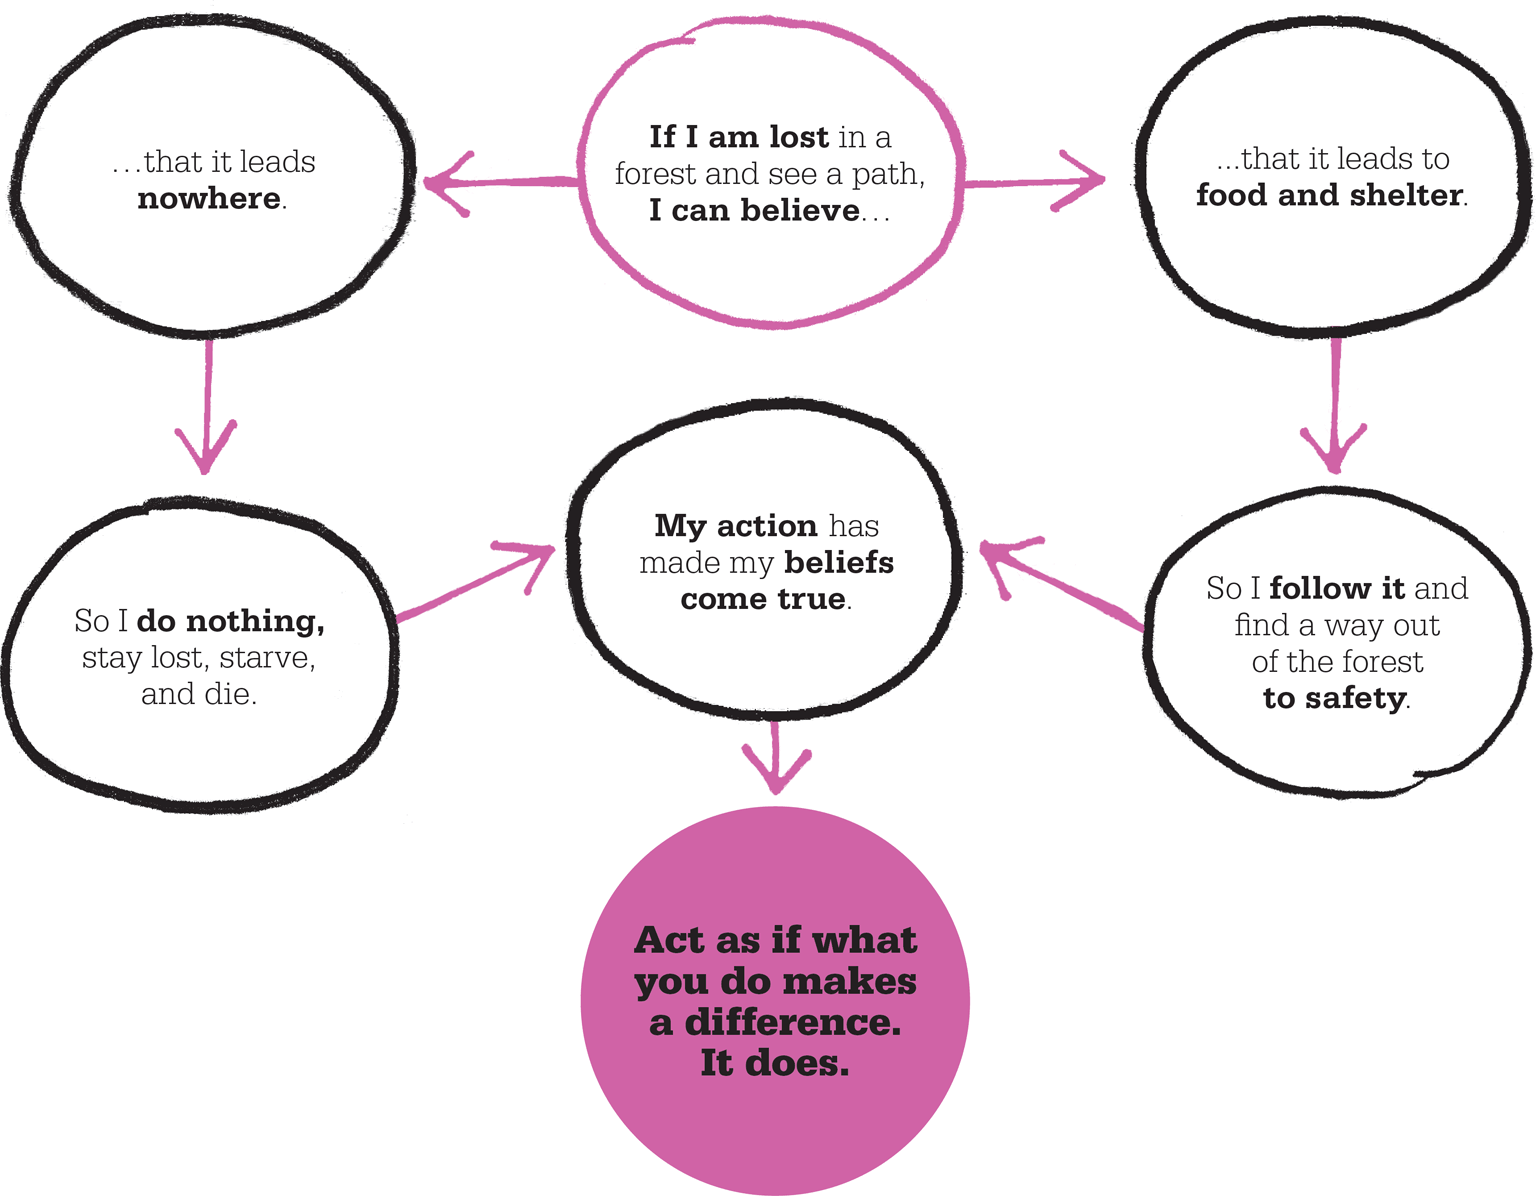 If I am lost in a
forest and see a path,
I can believe…
…that it leads
nowhere.
So I do nothing,
stay lost, starve,
and die.
…that it leads to
food and shelter.
So I follow it and
find a way out
of the forest
to safety.
My action has
made my beliefs
come true.
Act as if what
you do makes
a difference.
It does.